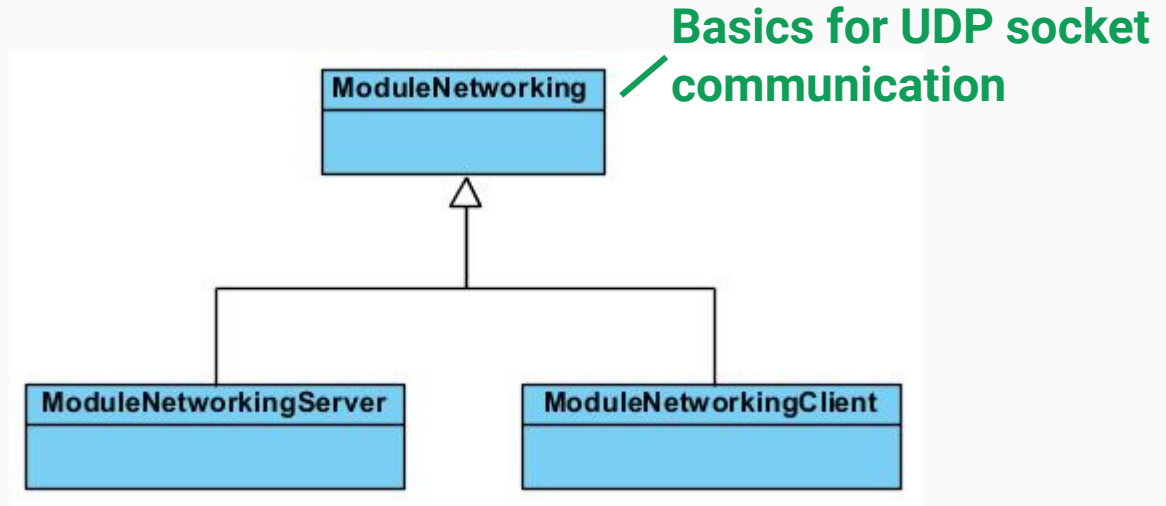 Basics for UDP socket
communication
ModuleNetworking
ModuleNetworkingServer
ModuleNetworkingClient